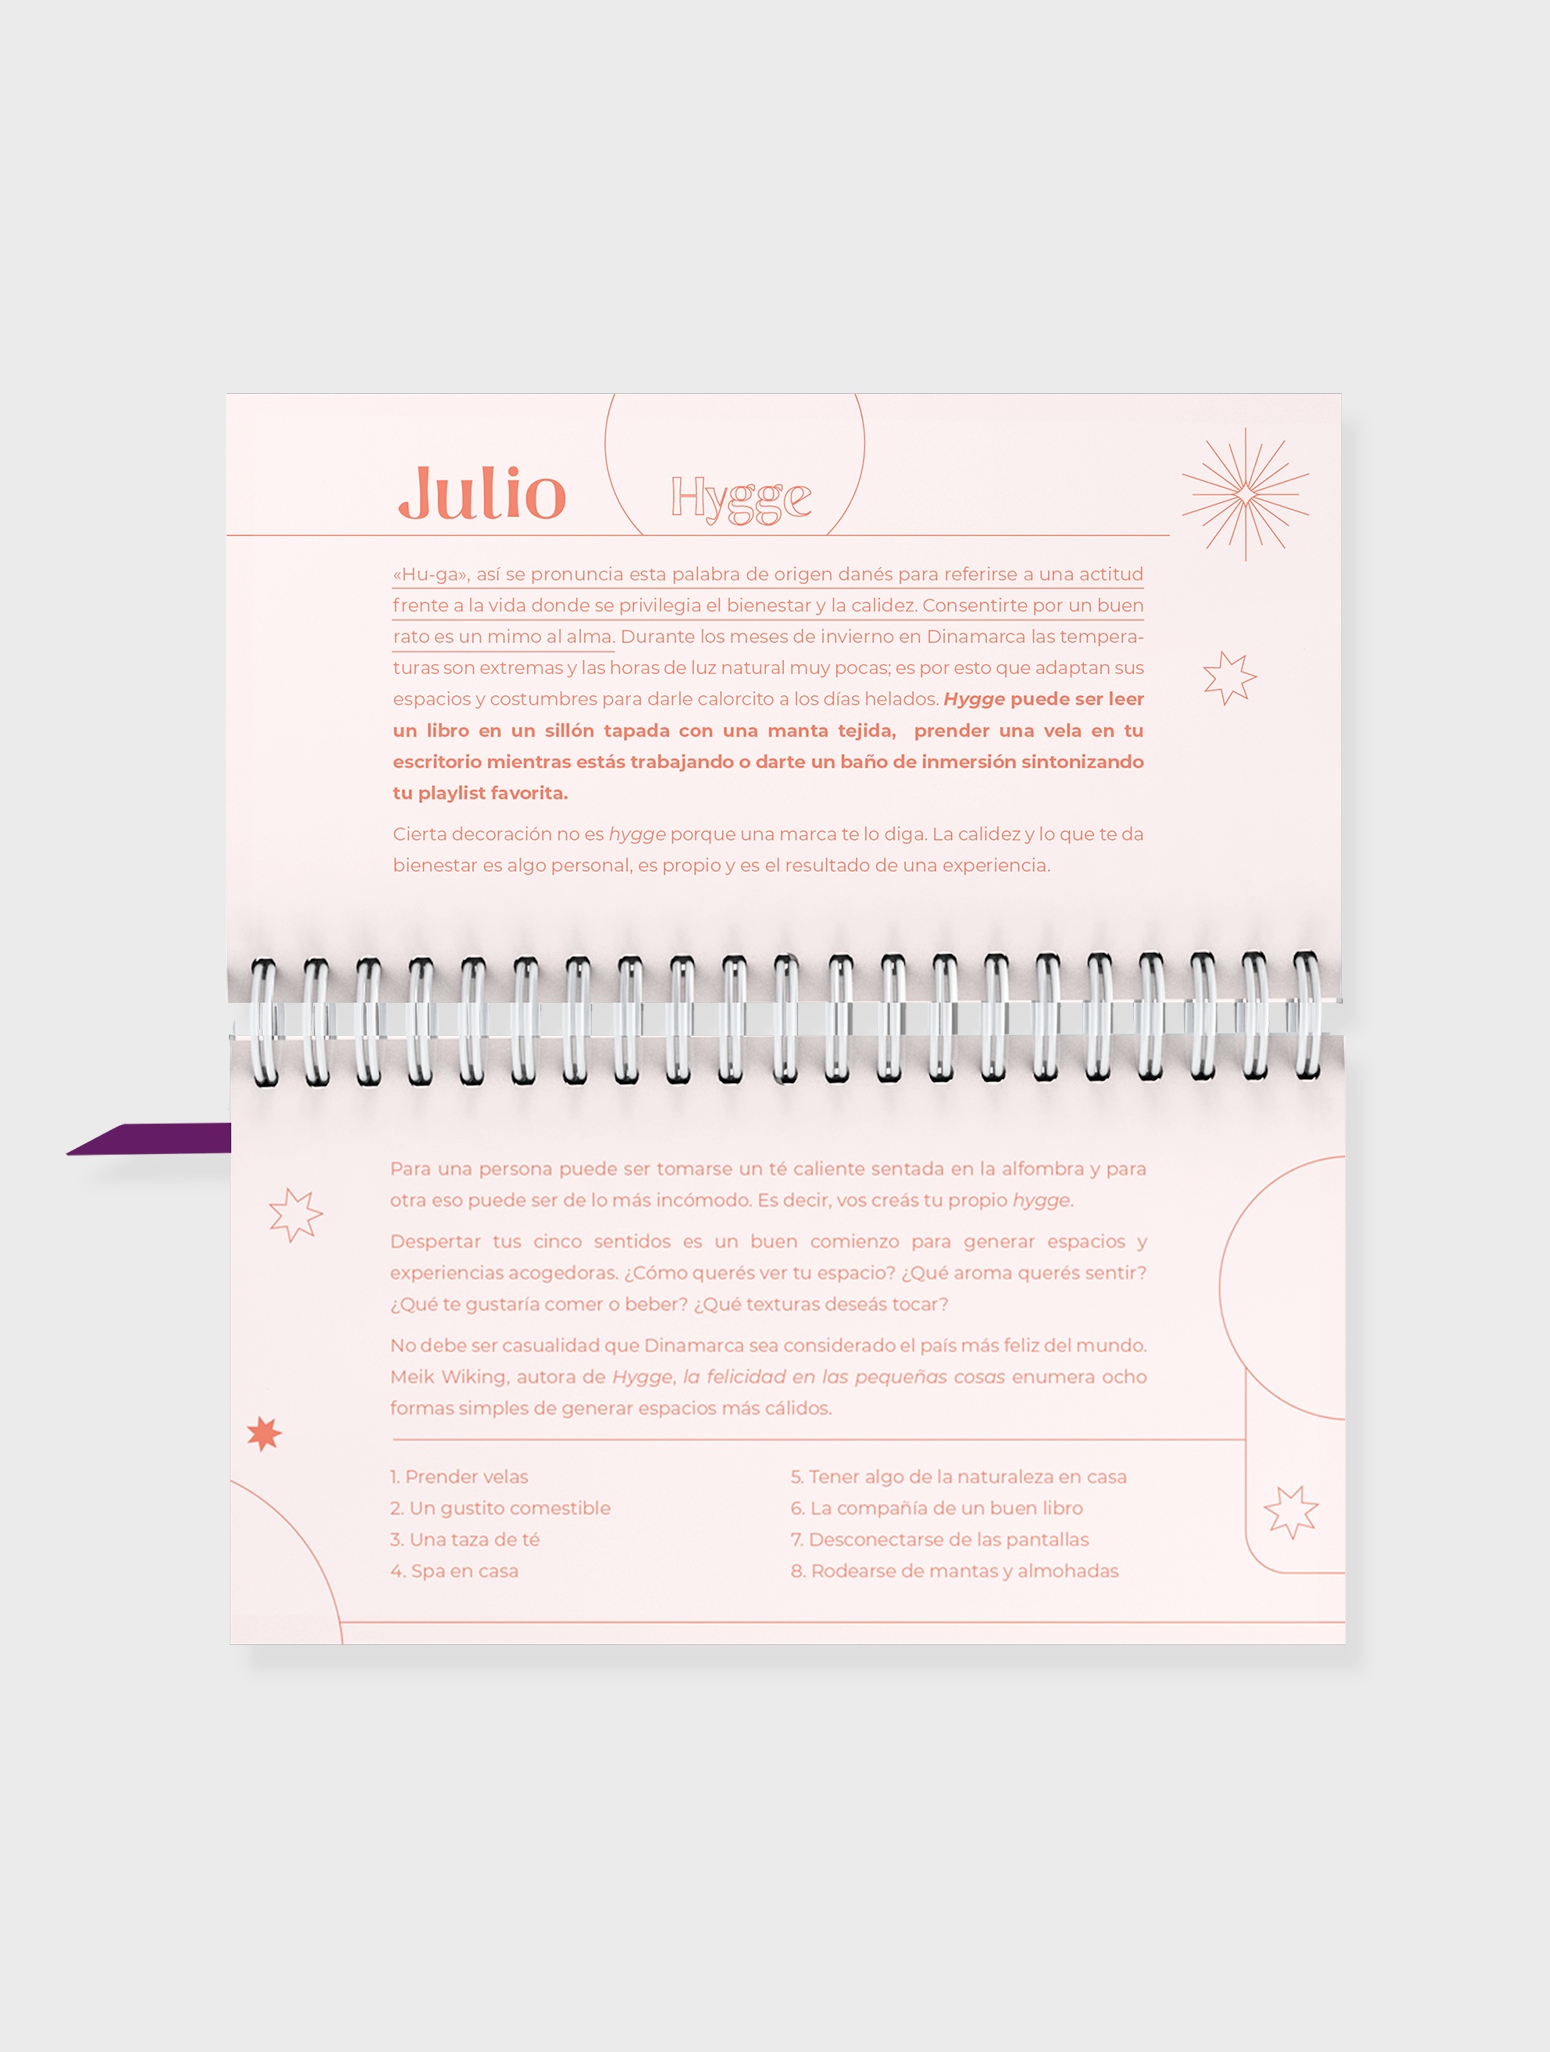 Julio Hygge
«Hu-ga», así se pronuncia esta palabra de origen danés para referirse a una actitud
frente a la vida donde se privilegia el bienestar y la calidez. Consentirte por un buen
rato es un mimo al alma. Durante los meses de invierno en Dinamarca las tempera-
turas son extremas y las horas de luz natural muy pocas; es por esto que adaptan sus
espacios y costumbres para darle calorcito a los días helados. Hygge puede ser leer
un libro en un sillón tapada con una manta tejida, prender una vela en tu
escritorio mientras estás trabajando o darte un baño de inmersión sintonizando
tu playlist favorita.
Cierta decoración no es hygge porque una marca te lo diga. La calidez y lo que te da
bienestar es algo personal, es propio y es el resultado de una experiencia.
Para una persona puede ser tomarse un té caliente sentada en la alfombra y para
otra eso puede ser de lo más incómodo. Es decir, vos creás tu propio hygge.
Despertar tus cinco sentidos es un buen comienzo para generar espacios y
experiencias acogedoras. ¿Cómo querés ver tu espacio? ¿Qué aroma querés sentir?
¿Qué te gustaría comer o beber? ¿Qué texturas deseás tocar?
No debe ser casualidad que Dinamarca sea considerado el país más feliz del mundo.
Meik Wiking, autora de Hygge, la felicidad en las pequeñas cosas enumera ocho
formas simples de generar espacios más cálidos.
1. Prender velas
2. Un gustito comestible
3. Una taza de té
4. Spa en casa
5. Tener algo de la naturaleza en casa
6. La compañía de un buen libro
7. Desconectarse de las pantallas
8. Rodearse de mantas y almohadas